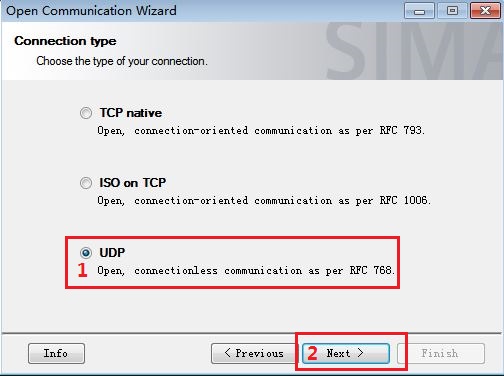 Open Communication Wizard
Connection type
Choose the type of your connection.
SIMA
TCP native
Open, connection-oriented communication as per RFC 793.
ISO on TCP
Open, connection-oriented communication as per RFC 1006.
UDP
1 Open, connectionless communication as per RFC 768.
Info < Previous 2 Next > Finish